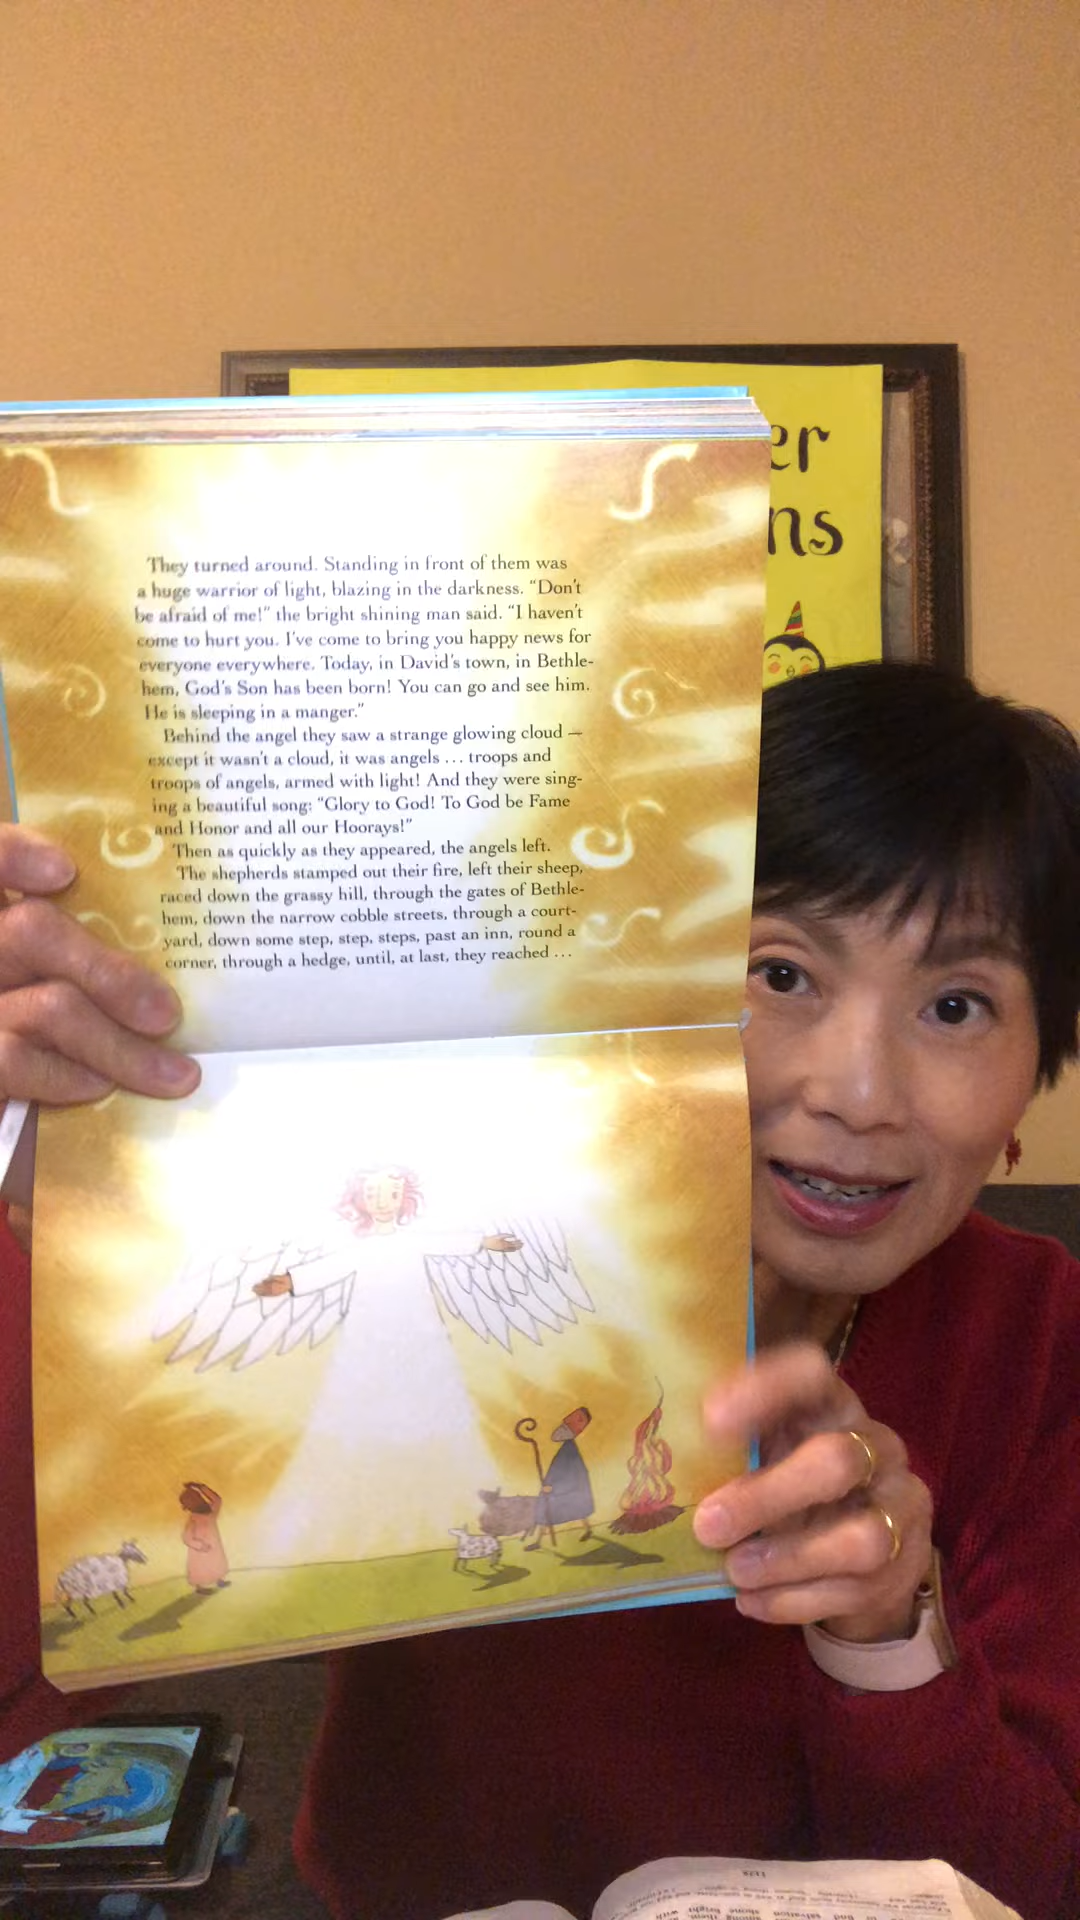 er
ns
They turned around. Standing in front of them was
a huge warrior of light, blazing in the darkness. “Don’t
be afraid of me!” the bright shining man said. “I haven’t
come to hurt you. I’ve come to bring you happy news for
everyone everywhere. Today, in David’s town, in Bethle-
hem, God’s Son has been born! You can go and see him.
He is sleeping in a manger.”
Behind the angel they saw a strange glowing cloud —
except it wasn’t a cloud, it was angels ... troops and
troops of angels, armed with light! And they were sing-
ing a beautiful song: “Glory to God! To God be Fame
and Honor and all our Hoorays!”
Then as quickly as they appeared, the angels left.
The shepherds stamped out their fire, left their sheep,
raced down the grassy hill, through the gates of Bethle-
hem, down the narrow cobble streets, through a court-
yard, down some step, step, steps, past an inn, round a
corner, through a hedge, until, at last, they reached ...